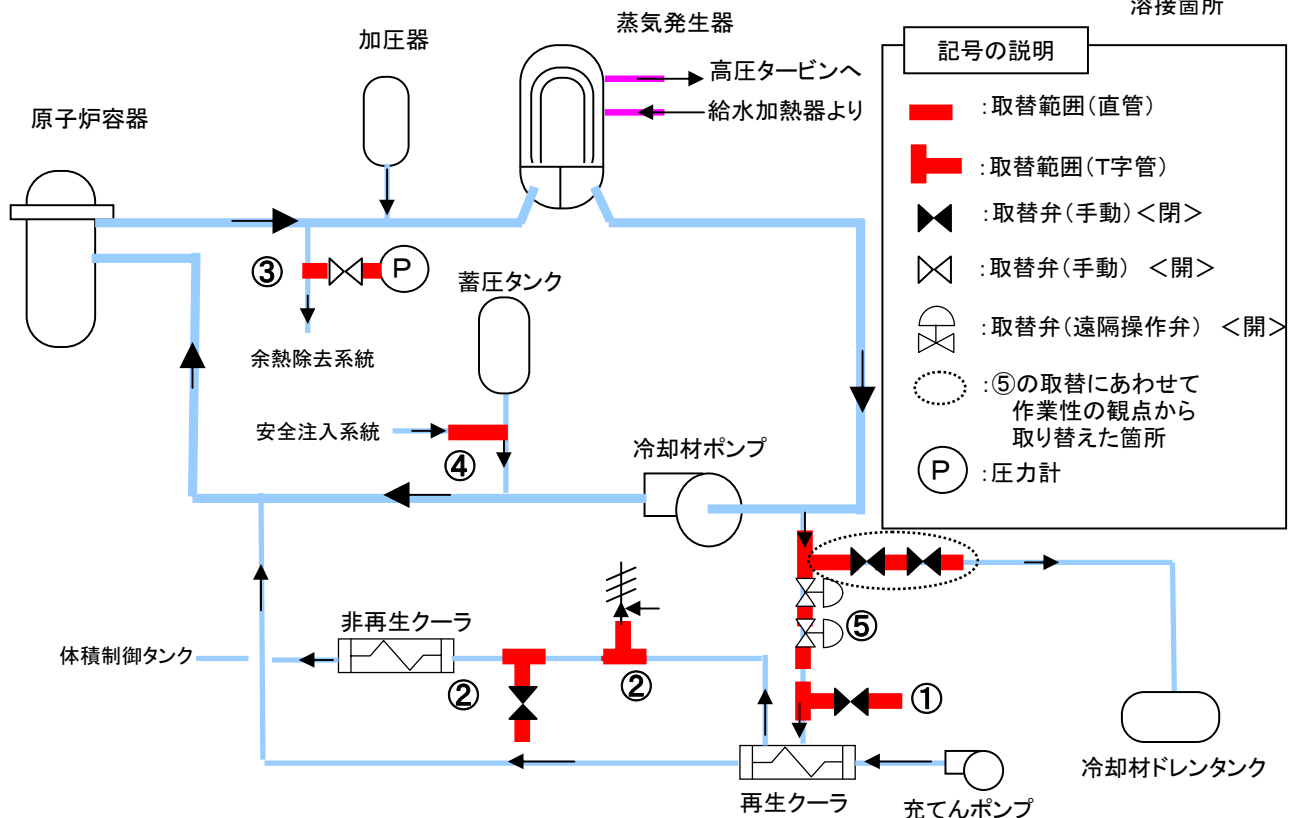 溶接箇所
蒸気発生器
加圧器
原子炉容器
高圧タービンへ
給水加熱器より
記号の説明
:取替範囲(直管)
:取替範囲(T字管)
:取替弁(手動)<閉>
:取替弁(手動) <開>
:取替弁(遠隔操作弁) <開>
:⑤の取替にあわせて
作業性の観点から
取り替えた箇所
P
:圧力計
③
P
蓄圧タンク
余熱除去系統
安全注入系統
④
冷却材ポンプ
⑤
非再生クーラ
体積制御タンク
②
②
①
冷却材ドレンタンク
再生クーラ
充てんポンプ